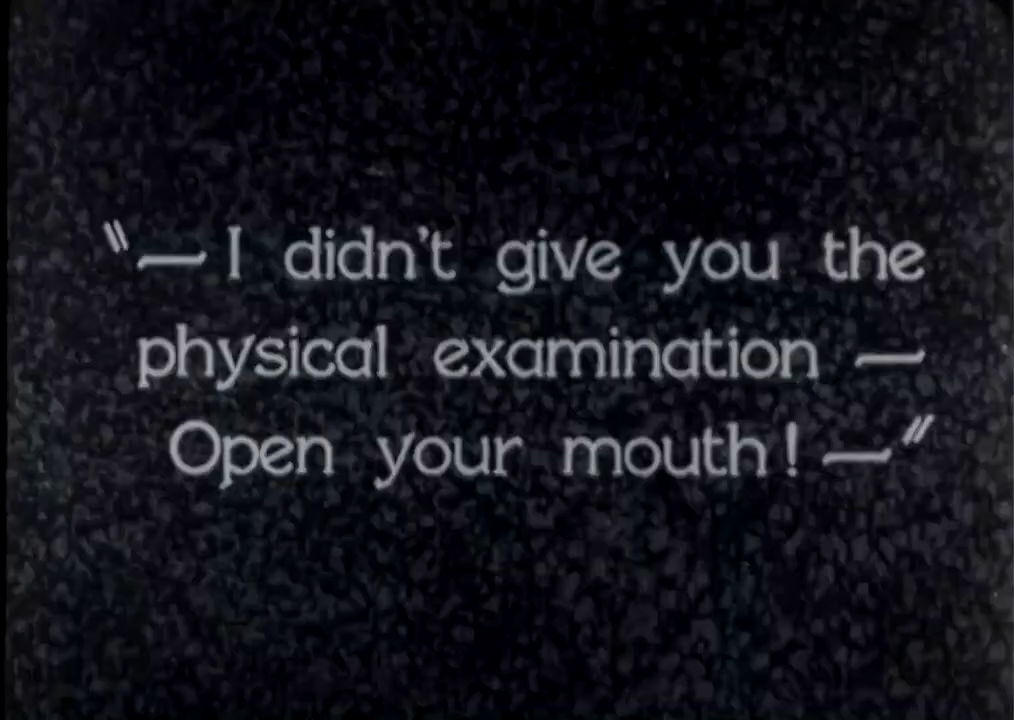 "—I didn't give you the
physical examination —
Open your mouth! —"